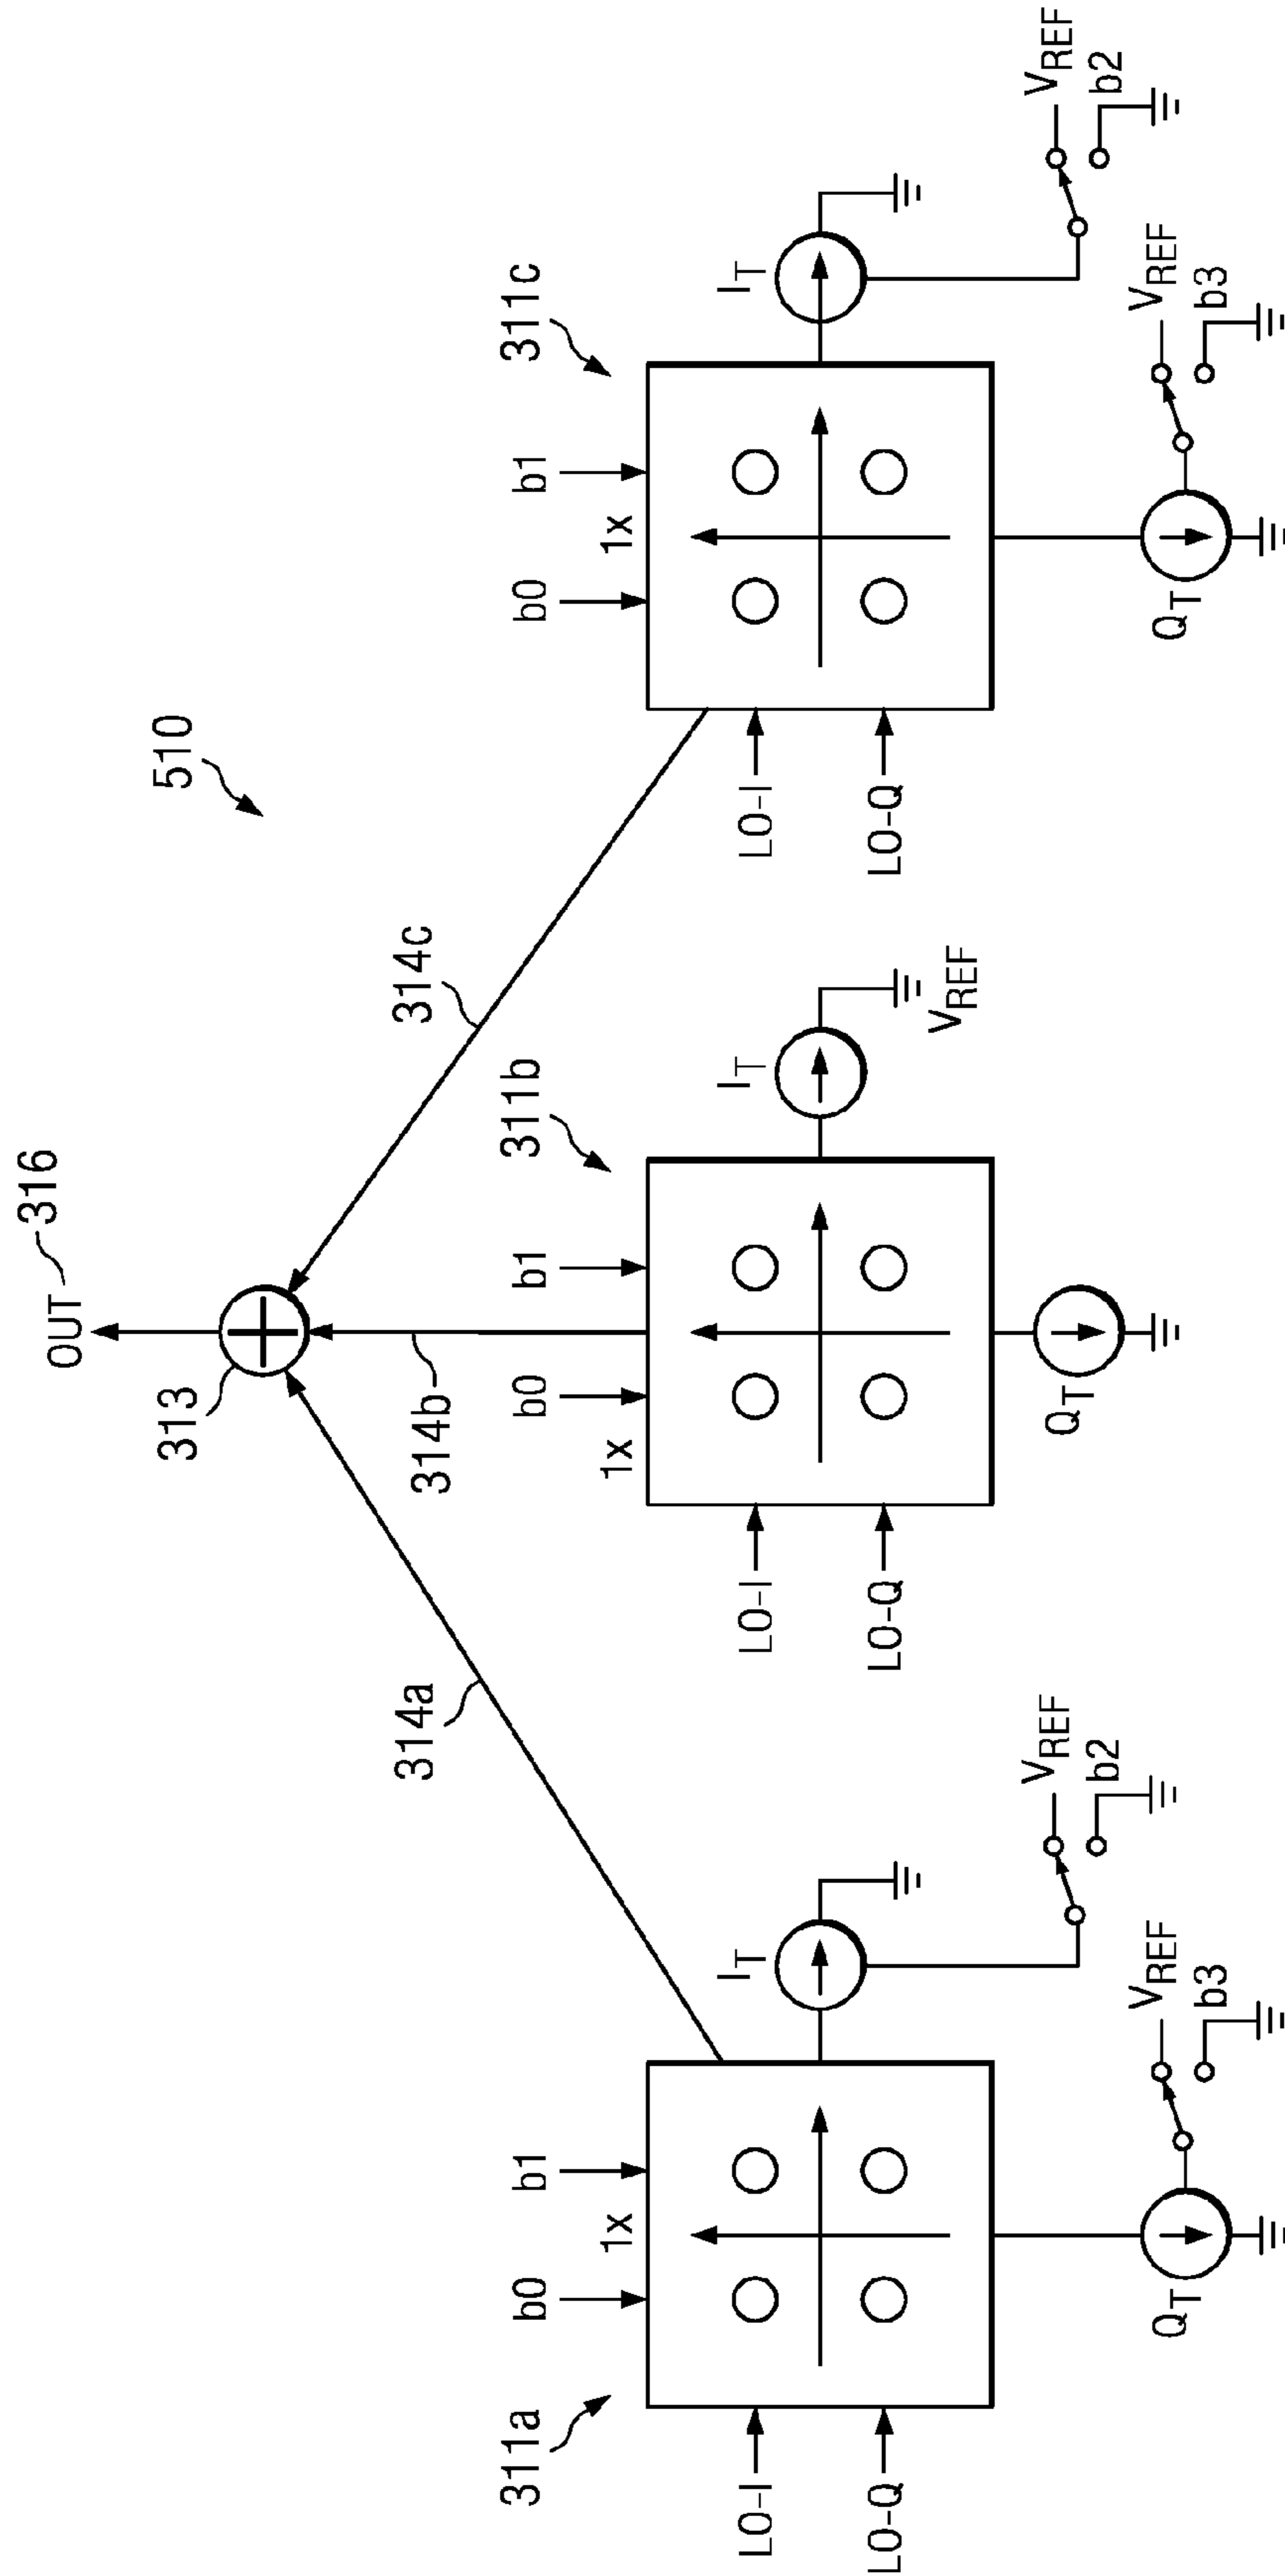 510
OUT 316
313
314a
314b
314c
311a
b0
1x
b1
LO-I
LO-Q
I_T
V_REF
b2
Q_T
V_REF
b3
311b
1x
b0
b1
LO-I
LO-Q
I_T
V_REF
Q_T
311c
b0
1x
b1
LO-I
LO-Q
I_T
V_REF
b2
Q_T
V_REF
b3